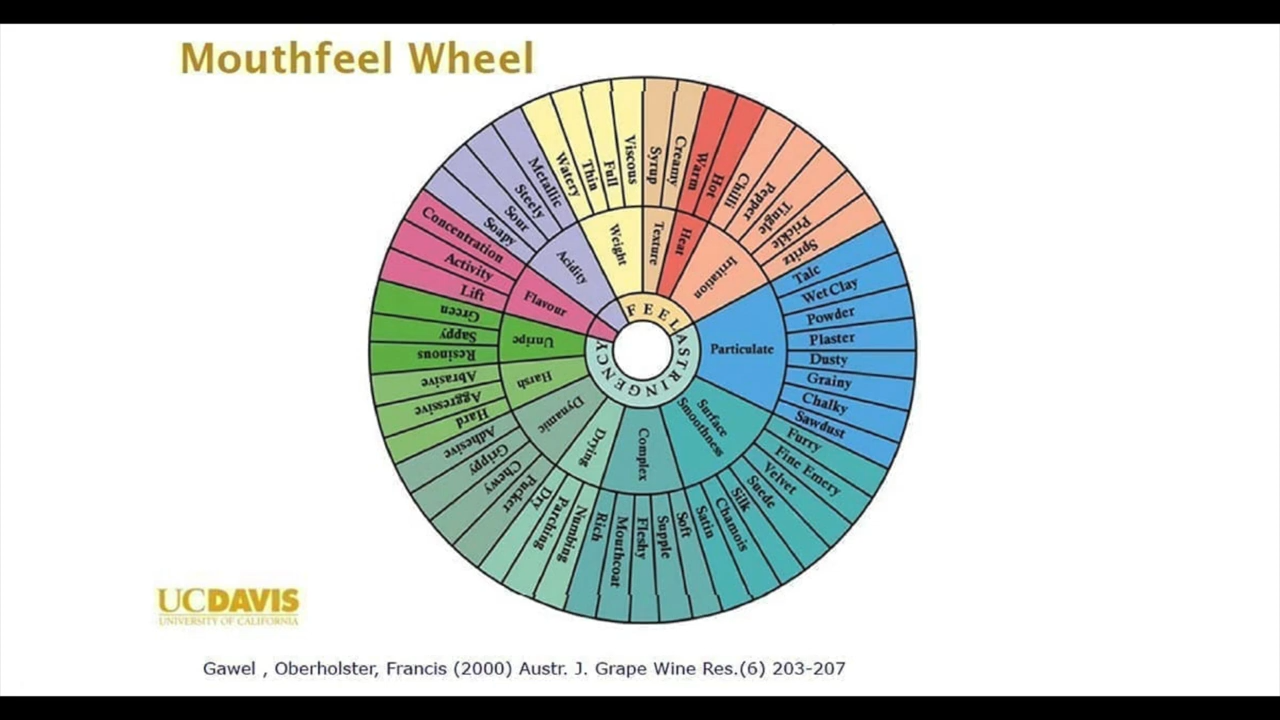 Mouthfeel Wheel
FEEL
ASTRINGENCY
Weight
Watery
Thin
Full
Viscous
Texture
Syrup
Creamy
Heat
Warm
Hot
Irritation
Chilli
Pepper
Tingle
Prickle
Spritz
Particulate
Talc
Wet Clay
Powder
Plaster
Dusty
Grainy
Chalky
Sawdust
Surface
Smoothness
Furry
Fine Emery
Velvet
Suede
Silk
Chamois
Satin
Complex
Soft
Supple
Fleshy
Mouthcoat
Rich
Drying
Numbing
Parching
Dry
Dynamic
Pucker
Chewy
Grippy
Adhesive
Harsh
Hard
Aggressive
Abrasive
Unripe
Resinous
Sappy
Green
Flavour
Lift
Activity
Concentration
Acidity
Soapy
Sour
Steely
Metallic
UCDAVIS
UNIVERSITY OF CALIFORNIA
Gawel , Oberholster, Francis (2000) Austr. J. Grape Wine Res.(6) 203-207